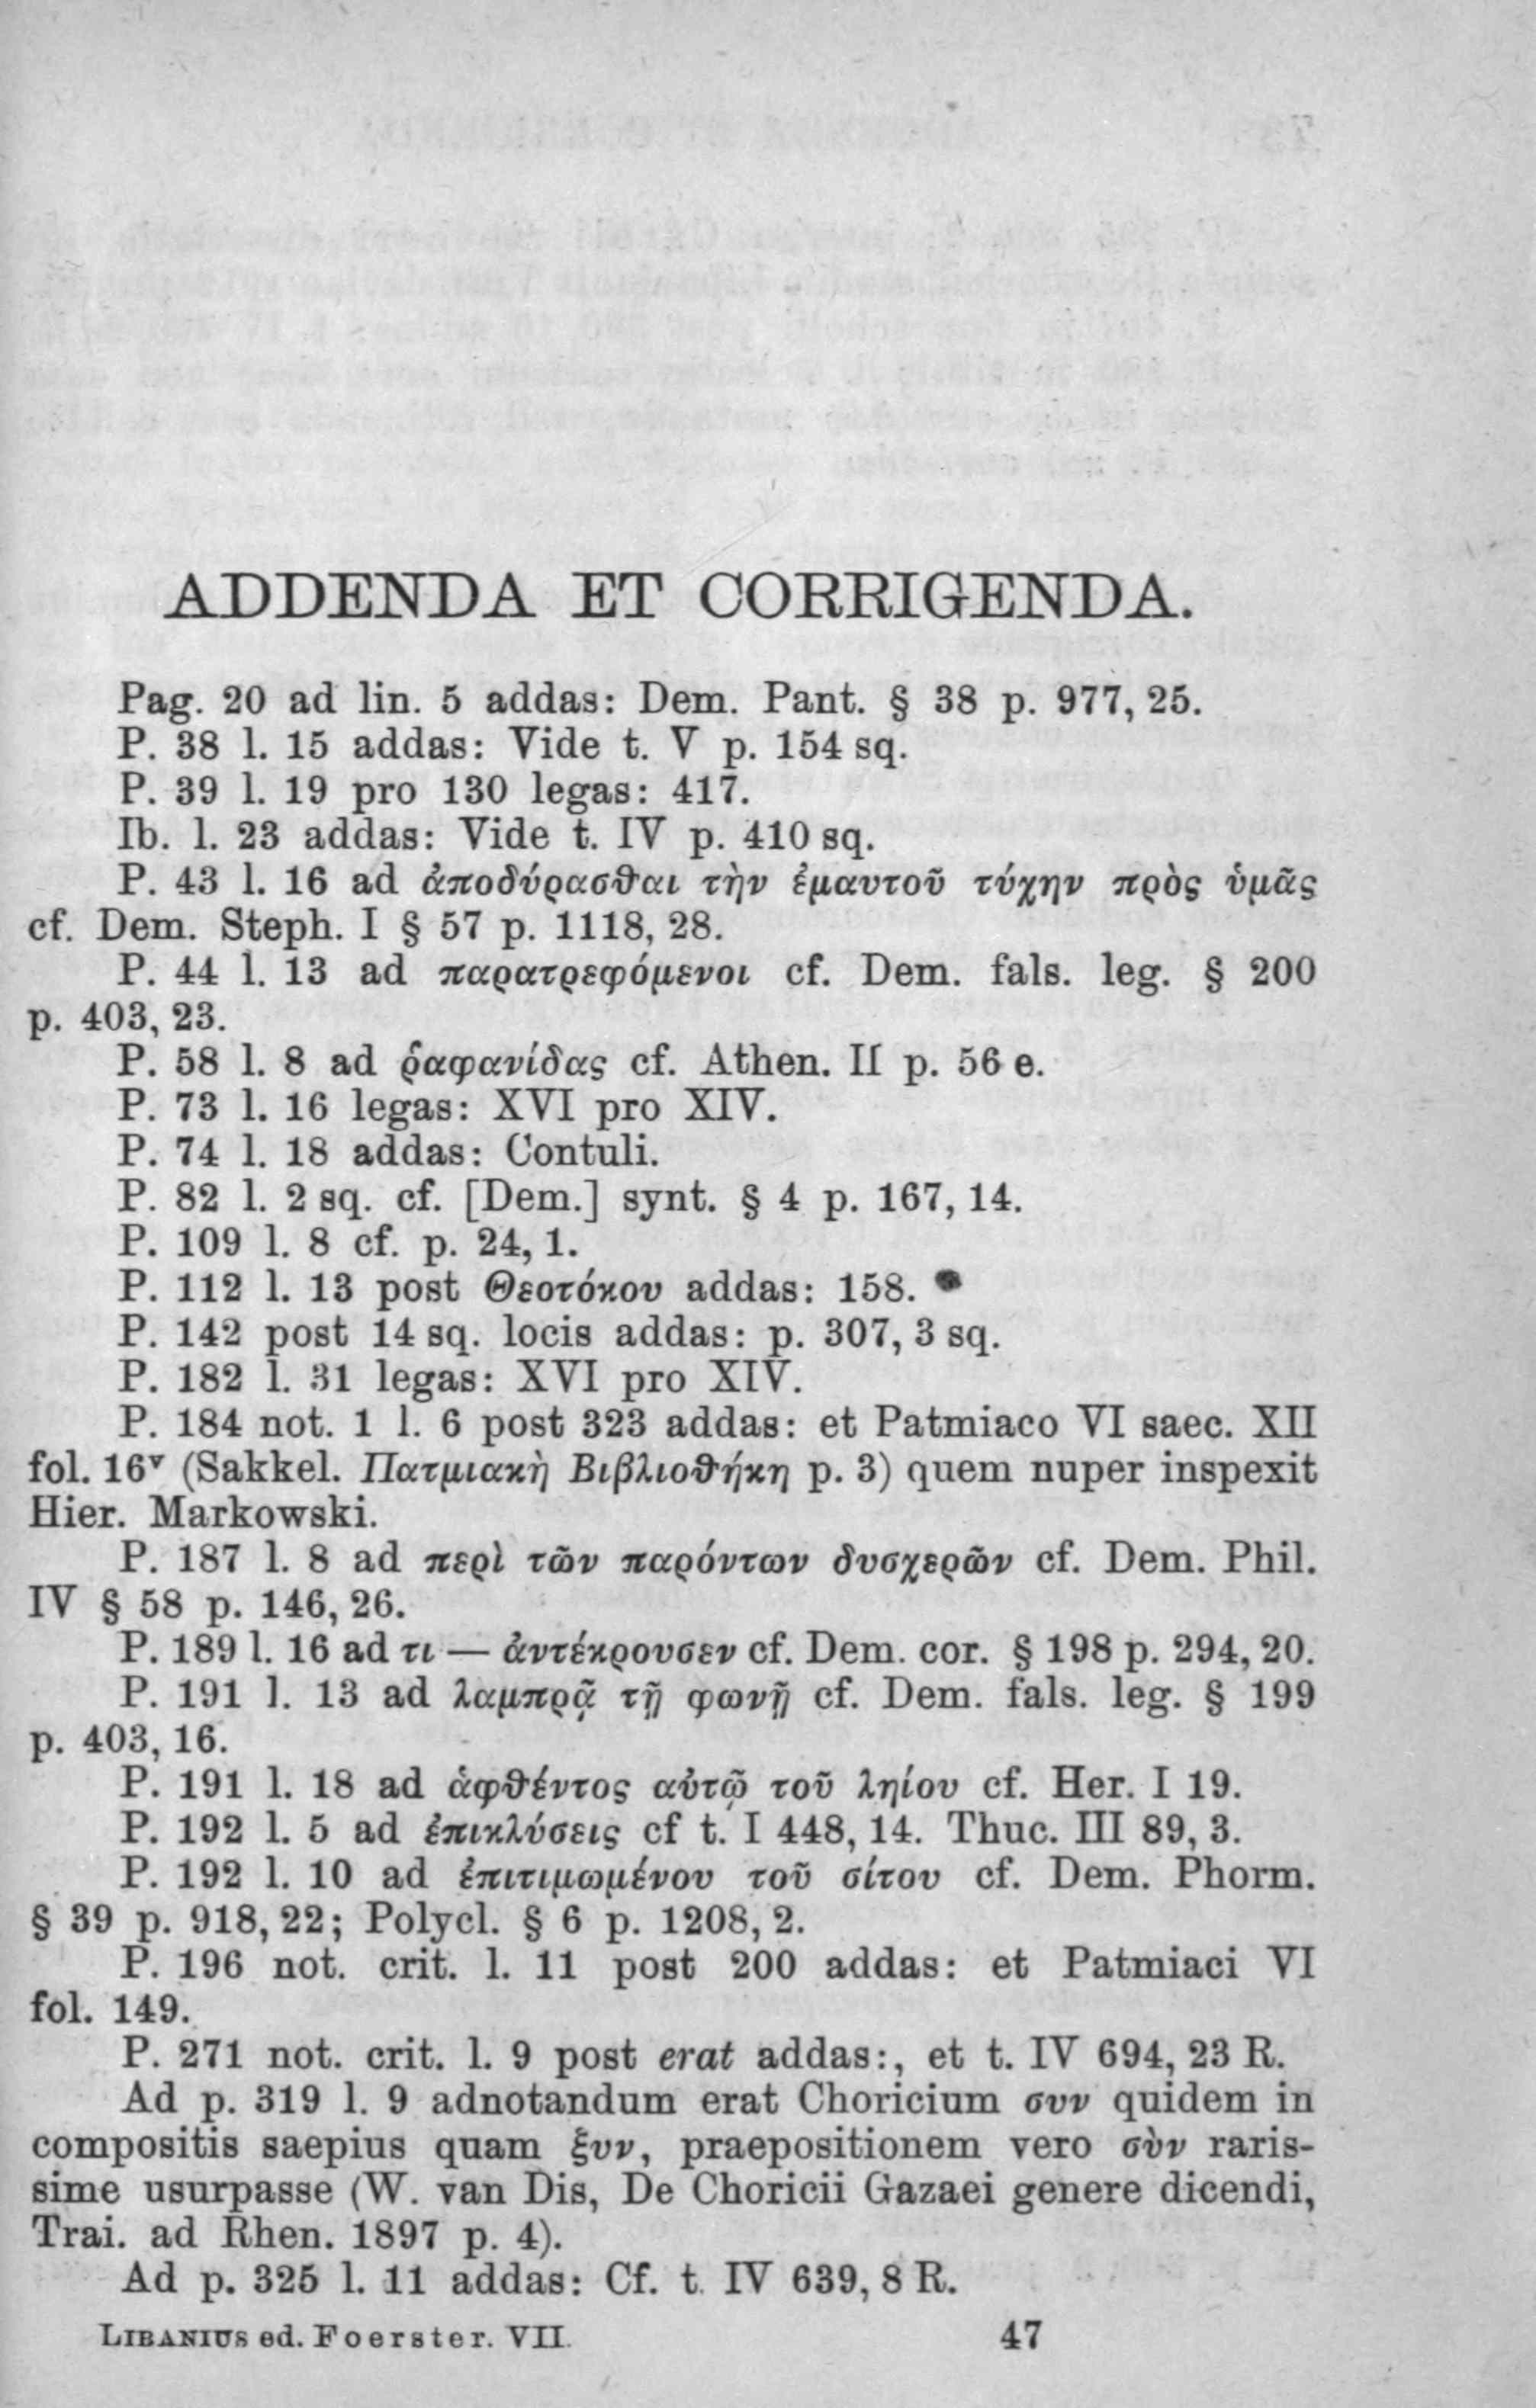 ADDENDA ET CORRIGENDA.
Pag. 20 ad lin. 5 addas: Dem. Pant. § 38 p. 977, 25.
P. 38 l. 15 addas: Vide t. V p. 154 sq.
P. 39 l. 19 pro 130 legas: 417.
Ib. l. 23 addas: Vide t. IV p. 410 sq.
P. 43 l. 16 ad ἀποδύρασθαι τὴν ἐμαυτοῦ τύχην πρὸς ὑμᾶς
cf. Dem. Steph. I § 57 p. 1118, 28.
P. 44 l. 13 ad παρατρεφόμενοι cf. Dem. fals. leg. § 200
p. 403, 23.
P. 58 l. 8 ad ῥαφανίδας cf. Athen. II p. 56 e.
P. 73 l. 16 legas: XVI pro XIV.
P. 74 l. 18 addas: Contuli.
P. 82 l. 2 sq. cf. [Dem.] synt. § 4 p. 167, 14.
P. 109 l. 8 cf. p. 24, 1.
P. 112 l. 13 post Θεοτόκου addas: 158.
P. 142 post 14 sq. locis addas: p. 307, 3 sq.
P. 182 l. 31 legas: XVI pro XIV.
P. 184 not. 1 l. 6 post 323 addas: et Patmiaco VI saec. XII
fol. 16ᵛ (Sakkel. Πατμιακὴ Βιβλιοθήκη p. 3) quem nuper inspexit
Hier. Markowski.
P. 187 l. 8 ad περὶ τῶν παρόντων δυσχερῶν cf. Dem. Phil.
IV § 58 p. 146, 26.
P. 189 l. 16 ad τι — ἀντέκρουσεν cf. Dem. cor. § 198 p. 294, 20.
P. 191 l. 13 ad λαμπρᾷ τῇ φωνῇ cf. Dem. fals. leg. § 199
p. 403, 16.
P. 191 l. 18 ad ἁφθέντος αὐτῷ τοῦ ληίου cf. Her. I 19.
P. 192 l. 5 ad ἐπικλύσεις cf t. I 448, 14. Thuc. III 89, 3.
P. 192 l. 10 ad ἐπιτιμωμένου τοῦ σίτου cf. Dem. Phorm.
§ 39 p. 918, 22; Polycl. § 6 p. 1208, 2.
P. 196 not. crit. l. 11 post 200 addas: et Patmiaci VI
fol. 149.
P. 271 not. crit. l. 9 post erat addas:, et t. IV 694, 23 R.
Ad p. 319 l. 9 adnotandum erat Choricium συν quidem in
compositis saepius quam ξυν, praepositionem vero σὺν raris-
sime usurpasse (W. van Dis, De Choricii Gazaei genere dicendi,
Trai. ad Rhen. 1897 p. 4).
Ad p. 325 l. 11 addas: Cf. t. IV 639, 8 R.
LIBANIUS ed. Foerster. VII. 47